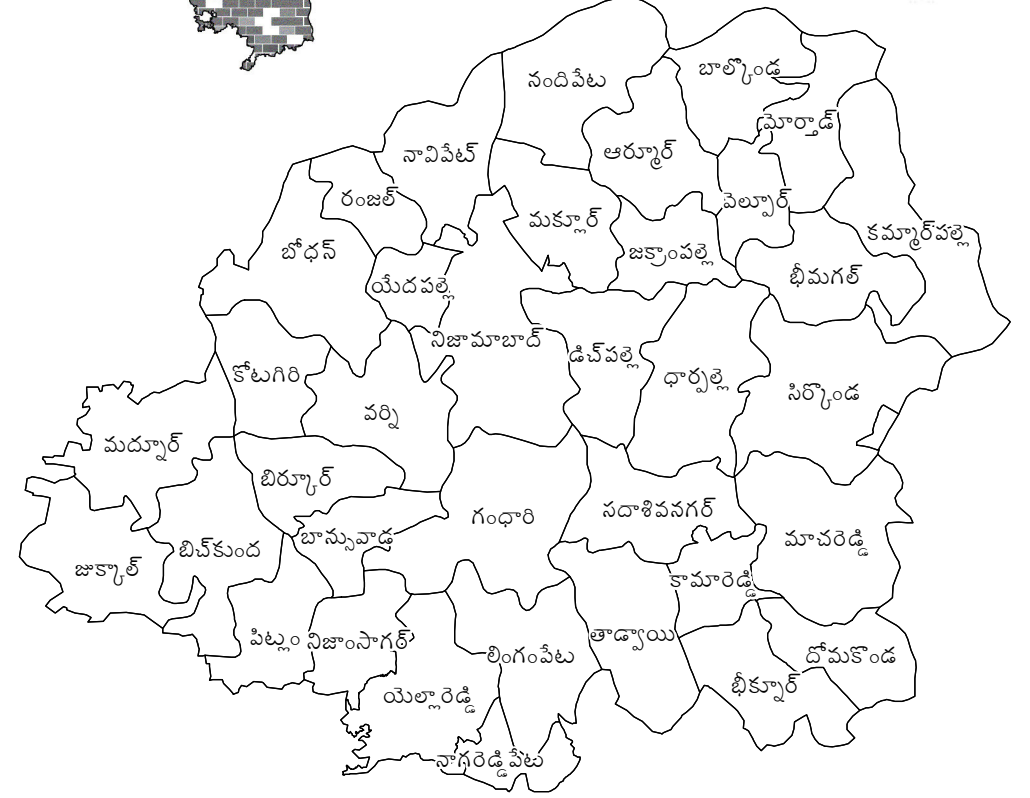 బాల్కొండ
నందిపేట
మోర్తాడ్
ఆర్మూర్
నావిపేట్
రంజల్
వెల్పూర్
మక్లూర్
కమ్మార్‌పల్లె
జక్రాంపల్లె
బోధన్
భీమగల్
యేదపల్లె
నిజామాబాద్
డిచ్‌పల్లె
కోటగిరి
ధార్పల్లె
సిర్కొండ
వర్ని
మద్నూర్
బిర్కూర్
సదాశివనగర్
గంధారి
బాన్సువాడ
మాచరెడ్డి
బిచ్‌కుంద
జుక్కాల్
కామారెడ్డి
తాడ్వాయి
పిట్లం
నిజాంసాగర్
లింగంపేట
దోమకొండ
భీక్నూర్
యెల్లారెడ్డి
నాగరెడ్డిపేట